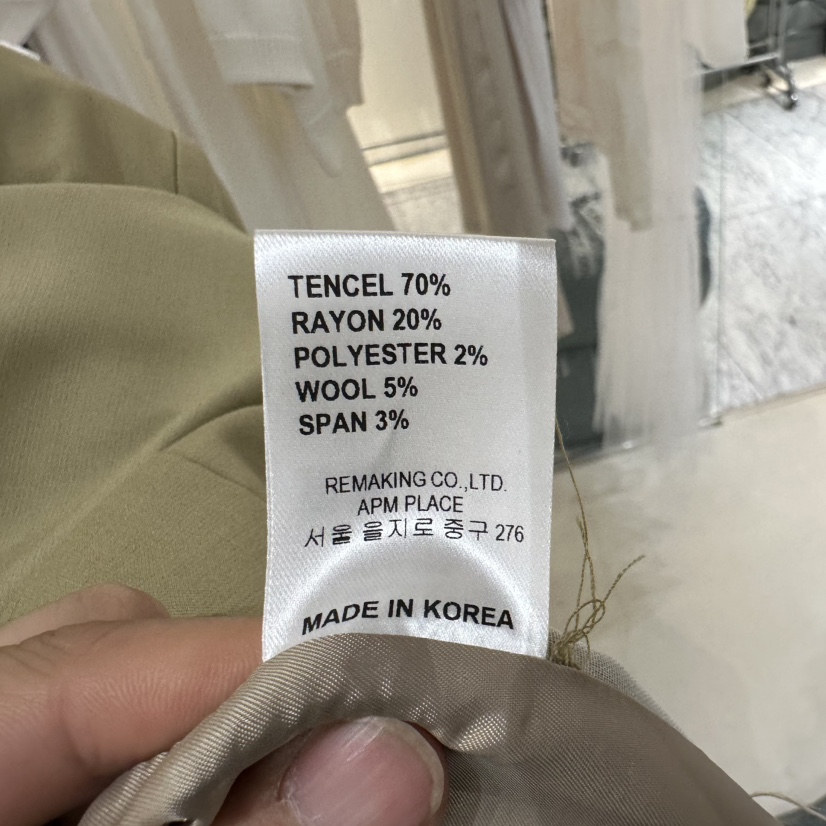 TENCEL 70%
RAYON 20%
POLYESTER 2%
WOOL 5%
SPAN 3%
REMAKING CO.,LTD.
APM PLACE
서울 을지로 중구 276
MADE IN KOREA